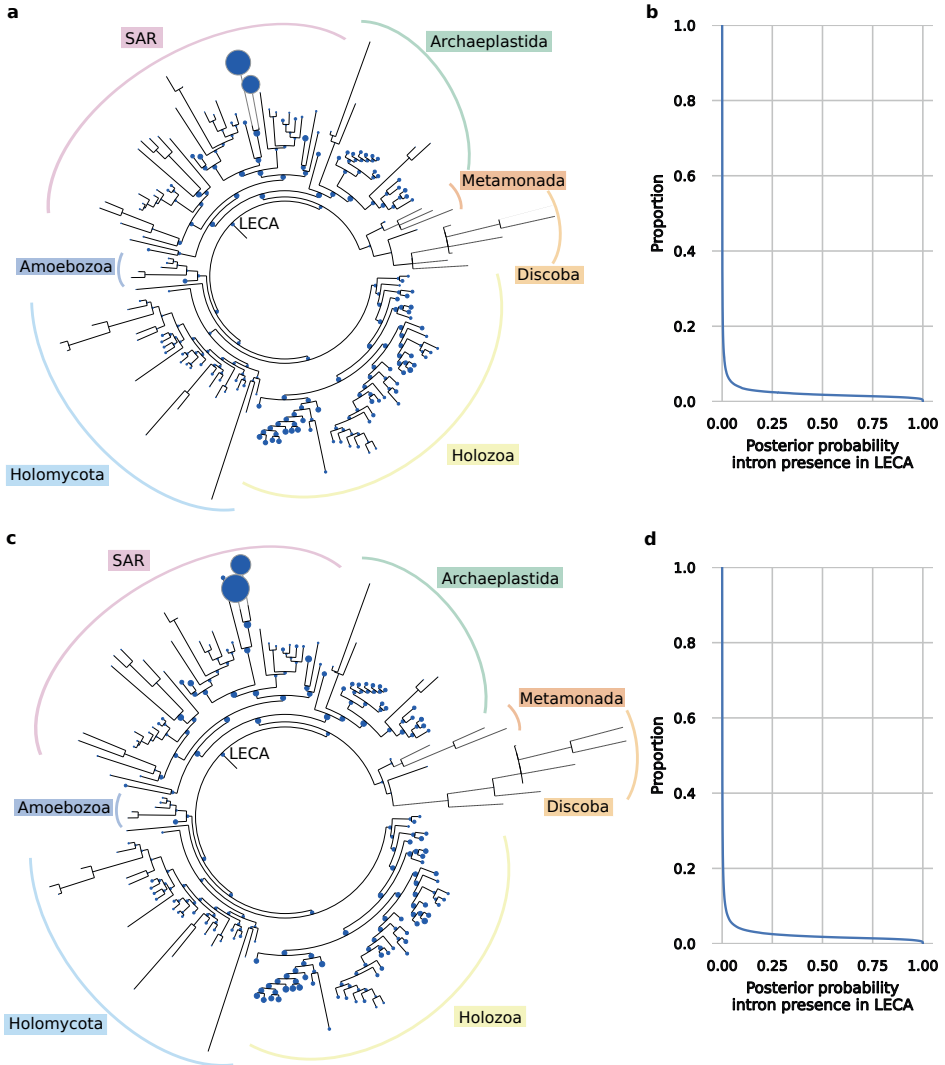 a
SAR
Archaeplastida
Metamonada
LECA
Amoebozoa
Discoba
Holomycota
Holozoa
b
1.0
0.8
0.6
0.4
0.2
0.0
Proportion
0.00 0.25 0.50 0.75 1.00
Posterior probability
intron presence in LECA
c
SAR
Archaeplastida
Metamonada
LECA
Amoebozoa
Discoba
Holomycota
Holozoa
d
1.0
0.8
0.6
0.4
0.2
0.0
Proportion
0.00 0.25 0.50 0.75 1.00
Posterior probability
intron presence in LECA